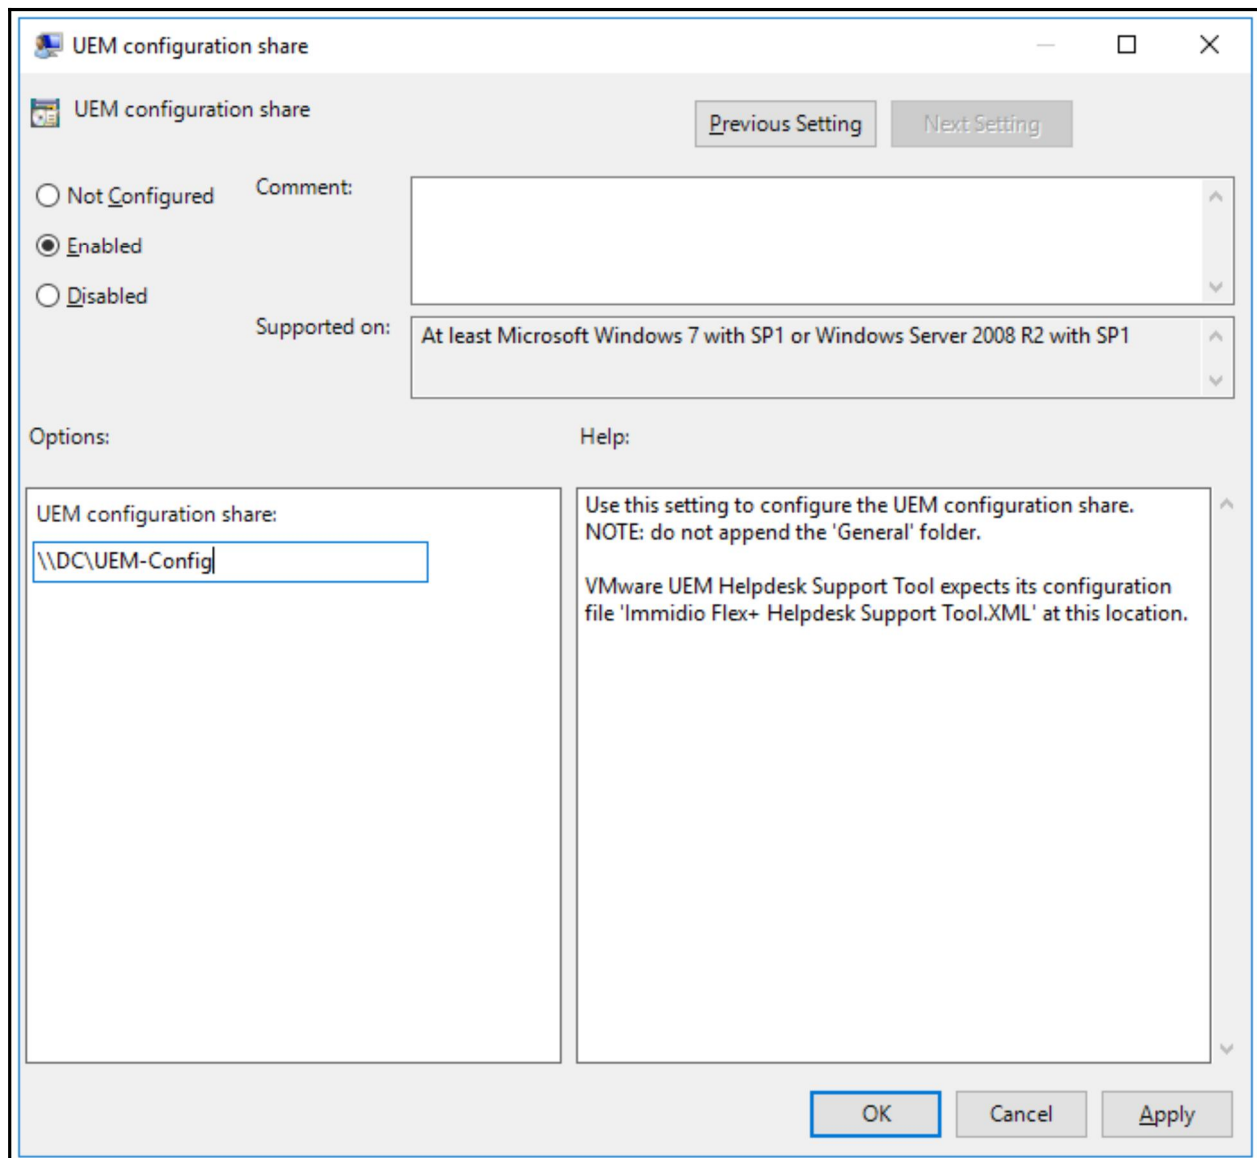 UEM configuration share
UEM configuration share
Previous Setting
Next Setting
Not Configured
Comment:
Enabled
Disabled
Supported on:
At least Microsoft Windows 7 with SP1 or Windows Server 2008 R2 with SP1
Options:
Help:
UEM configuration share:
\\DC\UEM-Config
Use this setting to configure the UEM configuration share.
NOTE: do not append the 'General' folder.
VMware UEM Helpdesk Support Tool expects its configuration
file 'Immidio Flex+ Helpdesk Support Tool.XML' at this location.
OK
Cancel
Apply